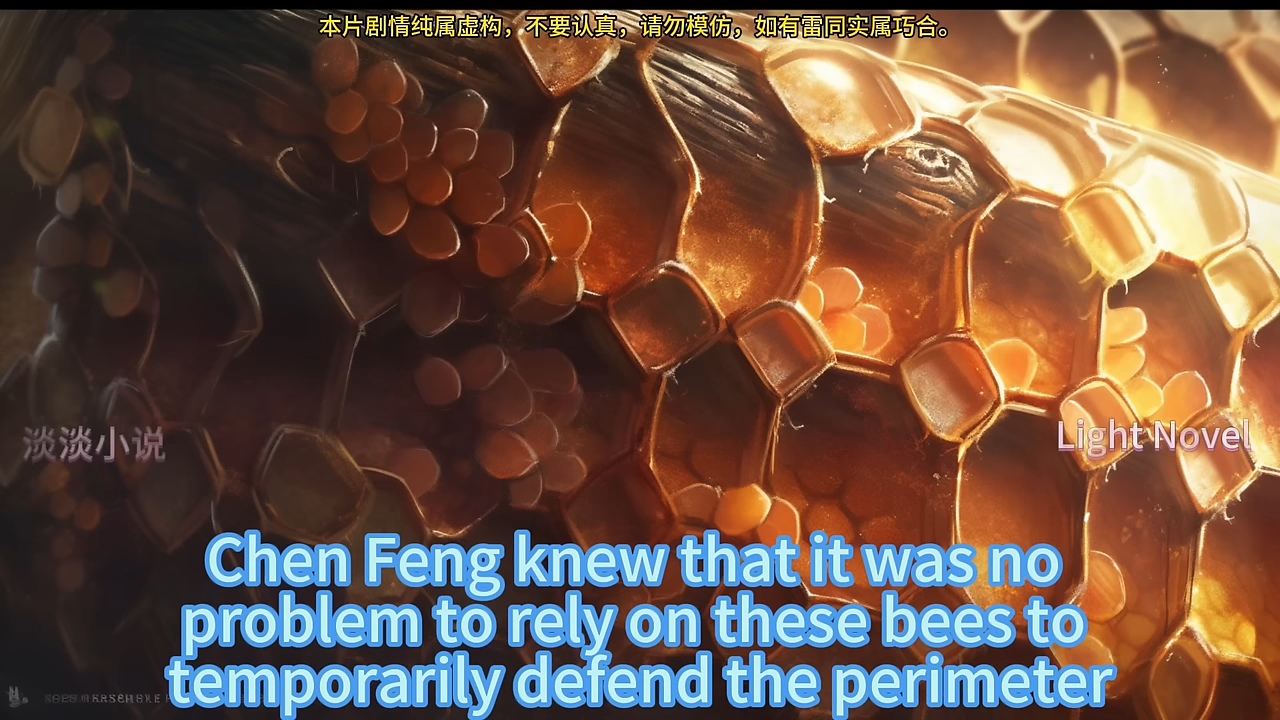 本片剧情纯属虚构，不要认真，请勿模仿，如有雷同实属巧合。
淡淡小说
Light Novel
Chen Feng knew that it was no
problem to rely on these bees to
temporarily defend the perimeter